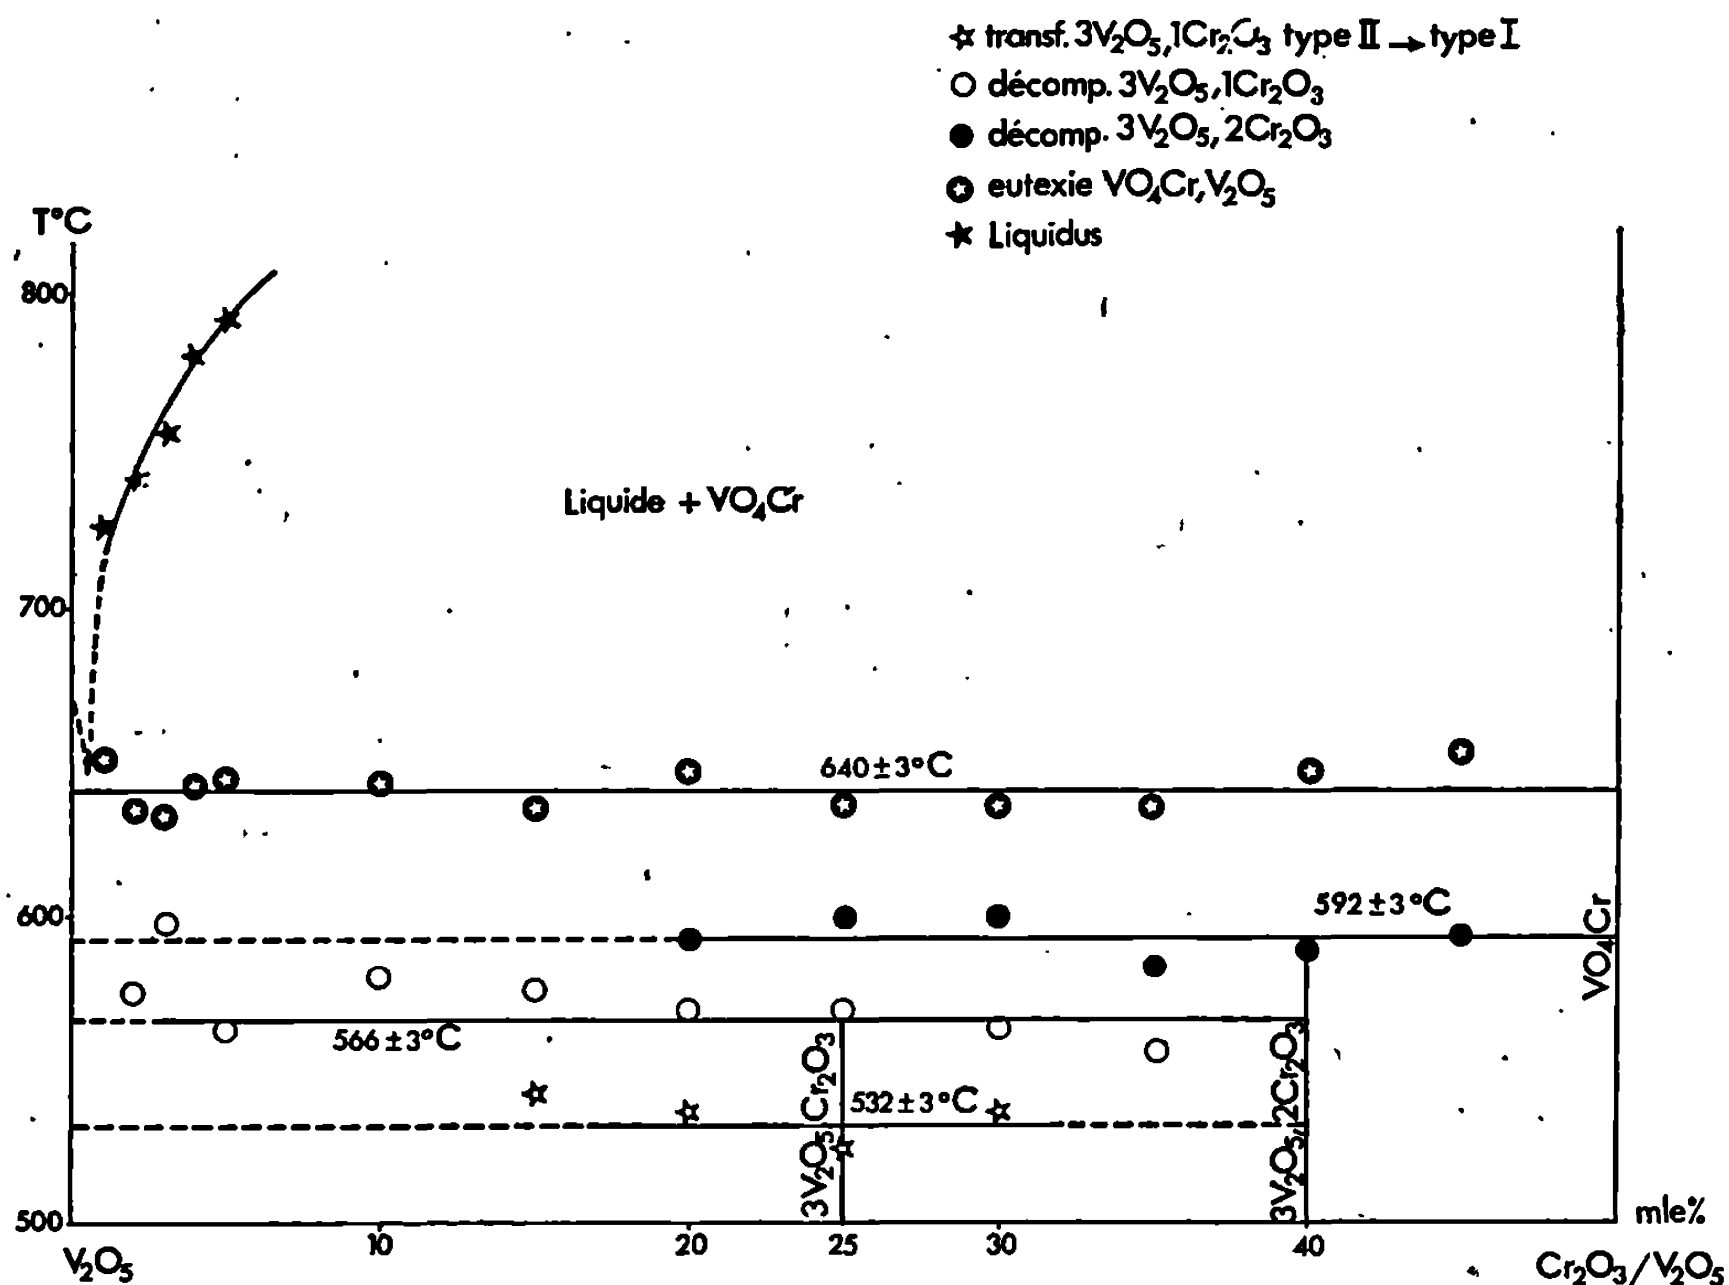 transf. 3V₂O₅,1Cr₂O₃ type II → type I
décomp. 3V₂O₅,1Cr₂O₃
décomp. 3V₂O₅,2Cr₂O₃
eutexie VO₄Cr,V₂O₅
Liquidus
T°C
800
Liquide + VO₄Cr
700
640±3°C
600
592±3°C
VO₄Cr
566±3°C
532±3°C
3V₂O₅,Cr₂O₃
3V₂O₅,2Cr₂O₃
500
mle%
10
20
25
30
40
V₂O₅
Cr₂O₃/V₂O₅